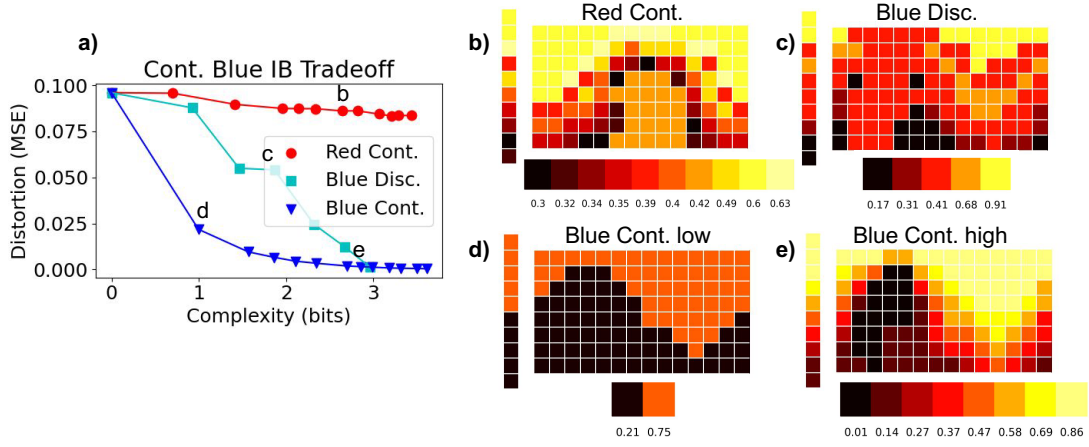 a)
Cont. Blue IB Tradeoff
Distortion (MSE)
0.100
0.075
0.050
0.025
0.000
b
c
d
e
Red Cont.
Blue Disc.
Blue Cont.
0 1 2 3
Complexity (bits)
b)
Red Cont.
0.3 0.32 0.34 0.35 0.39 0.4 0.42 0.49 0.6 0.63
c)
Blue Disc.
0.17 0.31 0.41 0.68 0.91
d)
Blue Cont. low
0.21 0.75
e)
Blue Cont. high
0.01 0.14 0.27 0.37 0.47 0.58 0.69 0.86